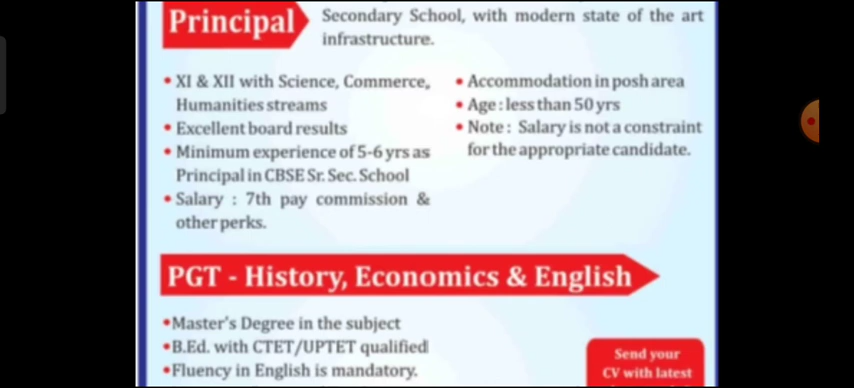 Principal
Secondary School, with modern state of the art
infrastructure.
• XI & XII with Science, Commerce,
Humanities streams
• Excellent board results
• Minimum experience of 5-6 yrs as
Principal in CBSE Sr. Sec. School
• Salary : 7th pay commission &
other perks.
• Accommodation in posh area
• Age : less than 50 yrs
• Note : Salary is not a constraint
for the appropriate candidate.
PGT - History, Economics & English
•Master's Degree in the subject
•B.Ed. with CTET/UPTET qualified
•Fluency in English is mandatory.
Send your
CV with latest